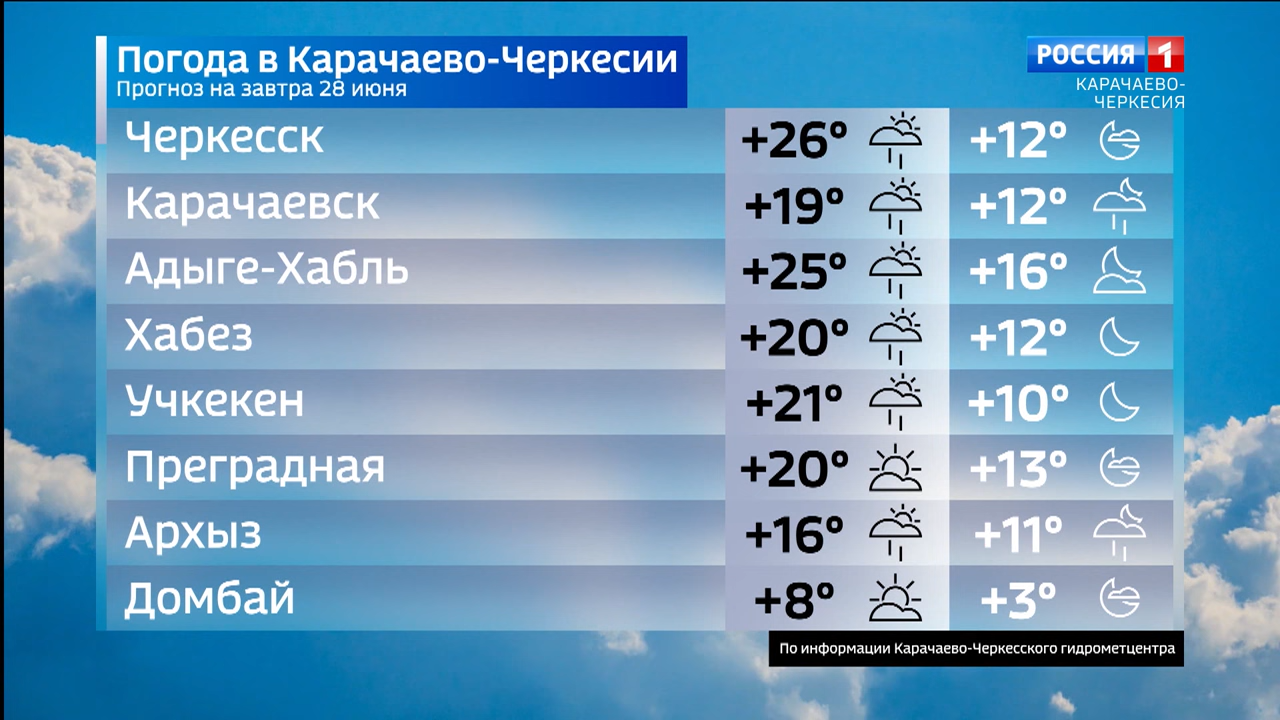 Погода в Карачаево-Черкесии
Прогноз на завтра 28 июня
РОССИЯ 1
КАРАЧАЕВО-
ЧЕРКЕСИЯ
Черкесск +26° +12°
Карачаевск +19° +12°
Адыге-Хабль +25° +16°
Хабез +20° +12°
Учкекен +21° +10°
Преградная +20° +13°
Архыз +16° +11°
Домбай +8° +3°
По информации Карачаево-Черкесского гидрометцентра